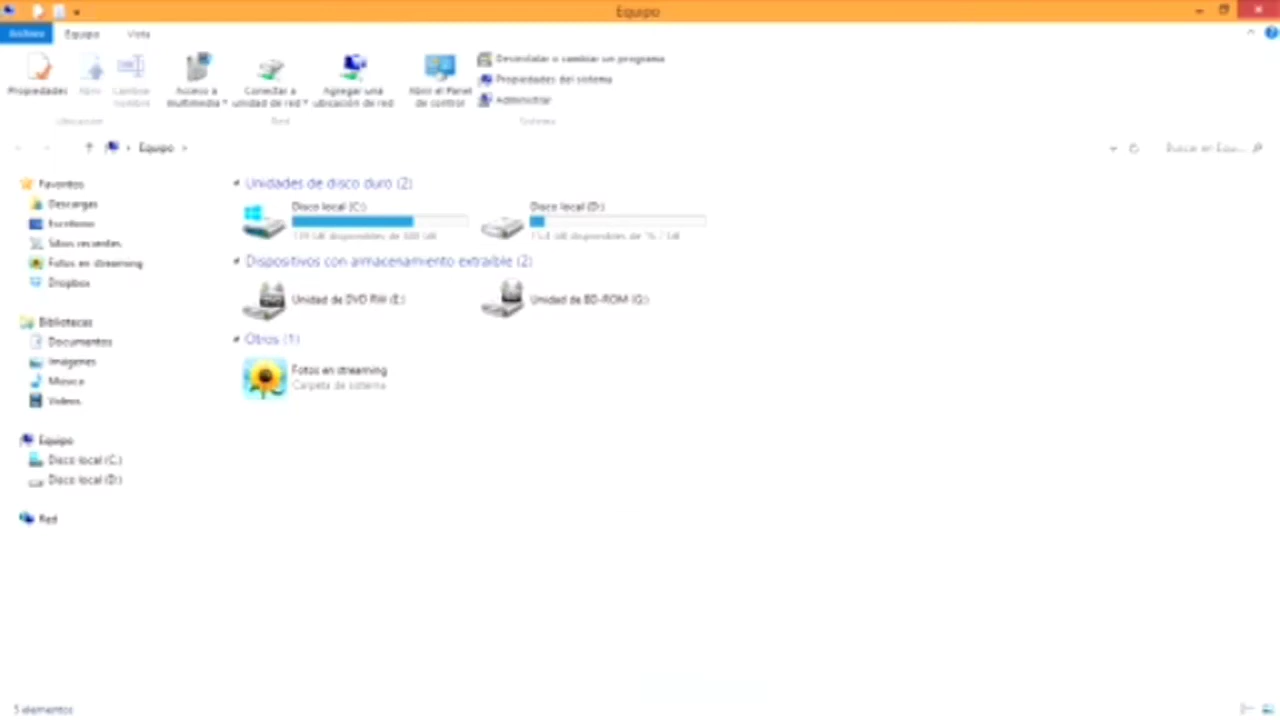 Equipo
Archivo Equipo Vista
Propiedades
Abrir
Cambiar nombre
Acceso a multimedia
Conectar a unidad de red
Agregar una ubicación de red
Abrir el Panel de control
Desinstalar o cambiar un programa
Propiedades del sistema
Administrar
Ubicación
Red
Sistema
Equipo
Buscar en Equi...
Favoritos
Descargas
Escritorio
Sitios recientes
Fotos en streaming
Dropbox
Bibliotecas
Documentos
Imágenes
Música
Vídeos
Equipo
Disco local (C:)
Disco local (D:)
Red
Unidades de disco duro (2)
Disco local (C:)
Disco local (D:)
Dispositivos con almacenamiento extraíble (2)
Unidad de DVD RW (E:)
Unidad de BD-ROM (G:)
Otros (1)
Fotos en streaming
Carpeta de sistema
5 elementos